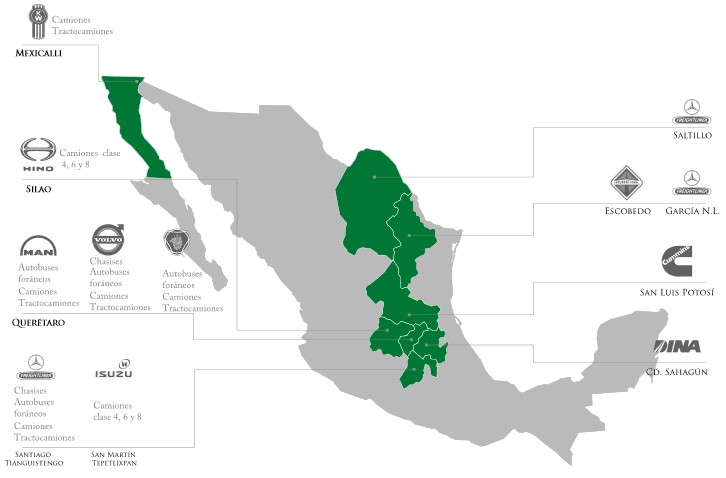 KW
Camiones
Tractocamiones
Mexicalli
HINO
Camiones clase
4, 6 y 8
Silao
MAN
Autobuses
foráneos
Camiones
Tractocamiones
VOLVO
Chasises
Autobuses
foráneos
Camiones
Tractocamiones
Autobuses
foráneos
Camiones
Tractocamiones
Querétaro
FREIGHTLINER
Chasises
Autobuses
foráneos
Camiones
Tractocamiones
Santiago
Tianguistengo
ISUZU
Camiones
clase 4, 6 y 8
San Martín
Tepetlixpan
FREIGHTLINER
Saltillo
Escobedo
FREIGHTLINER
García N.L.
Cummins
San Luis Potosí
DINA
Cd. Sahagún